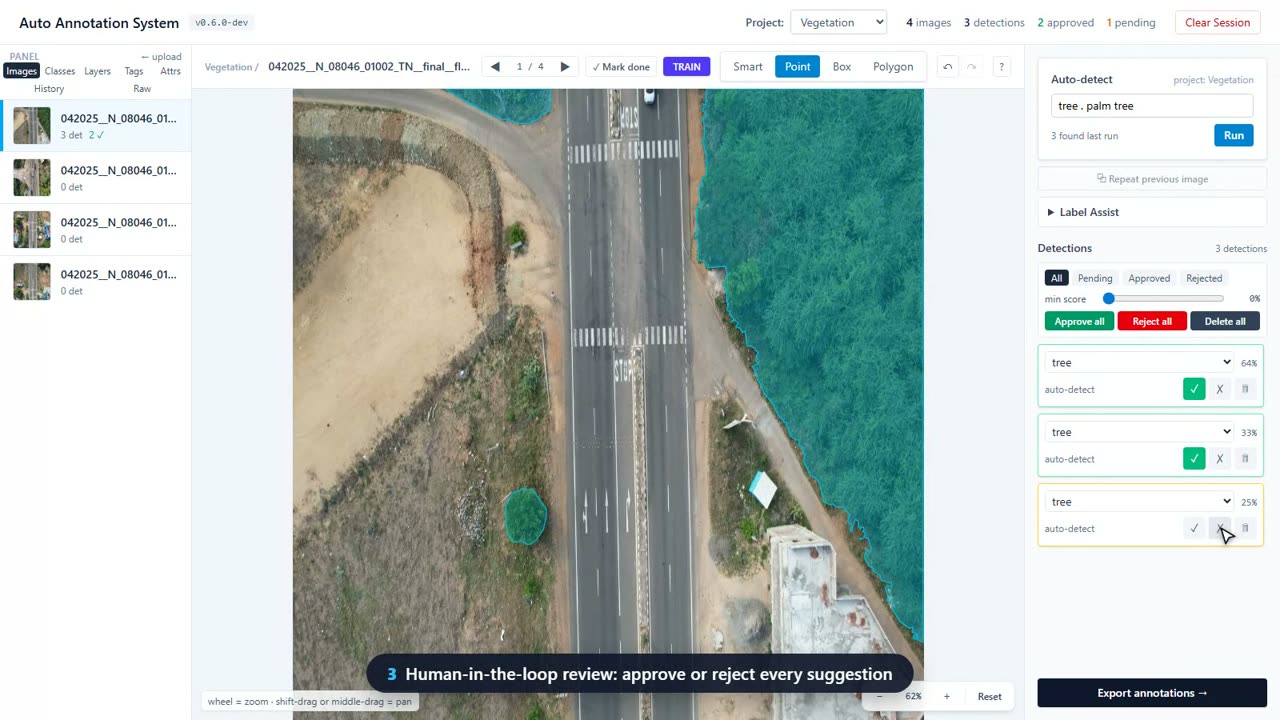 Auto Annotation System v0.6.0-dev
Project: Vegetation 4 images 3 detections 2 approved 1 pending Clear Session
PANEL ← upload
Images Classes Layers Tags Attrs
History Raw
042025__N_08046_01...
3 det 2 ✓
042025__N_08046_01...
0 det
042025__N_08046_01...
0 det
042025__N_08046_01...
0 det
Vegetation / 042025__N_08046_01002_TN__final__fl... ◀ 1 / 4 ▶ ✓ Mark done TRAIN Smart Point Box Polygon ?
STOP
STOP
3 Human-in-the-loop review: approve or reject every suggestion
wheel = zoom · shift-drag or middle-drag = pan
− 62% + Reset
Auto-detect project: Vegetation
tree . palm tree
3 found last run Run
Repeat previous image
▶ Label Assist
Detections 3 detections
All Pending Approved Rejected
min score 0%
Approve all Reject all Delete all
tree 64%
auto-detect ✓ ✗
tree 33%
auto-detect ✓ ✗
tree 25%
auto-detect ✓ ✗
Export annotations →